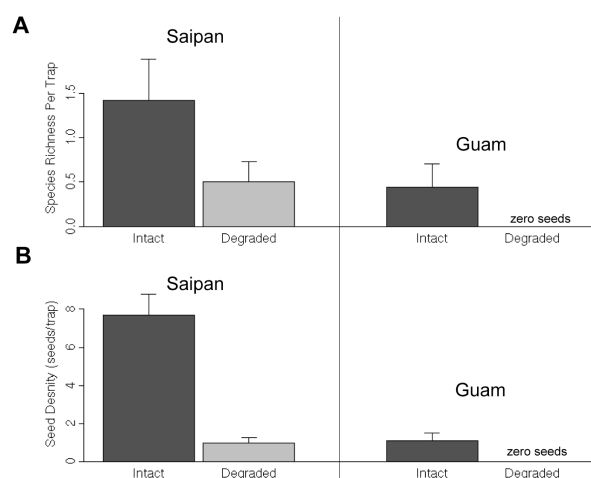 A
Saipan
Guam
Species Richness Per Trap
1.5
1.0
0.5
0.0
zero seeds
Intact
Degraded
Intact
Degraded
B
Saipan
Guam
Seed Desnity (seeds/trap)
8
6
4
2
0
zero seeds
Intact
Degraded
Intact
Degraded